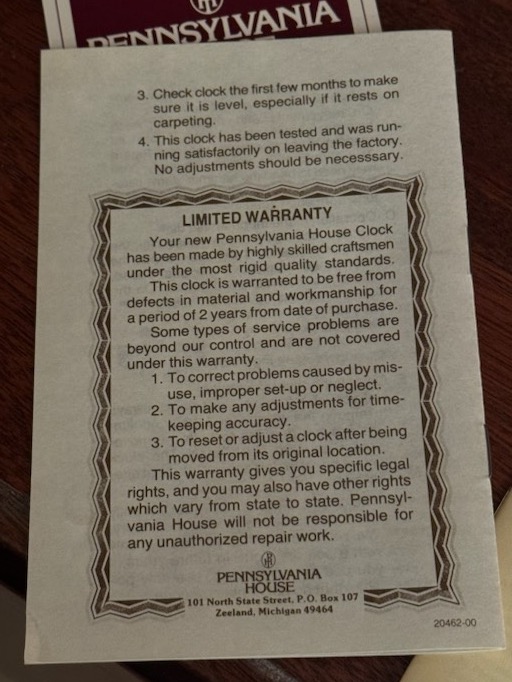 PENNSYLVANIA
HOUSE
3. Check clock the first few months to make
sure it is level, especially if it rests on
carpeting.
4. This clock has been tested and was run-
ning satisfactorily on leaving the factory.
No adjustments should be necesssary.
LIMITED WARRANTY
Your new Pennsylvania House Clock
has been made by highly skilled craftsmen
under the most rigid quality standards.
This clock is warranted to be free from
defects in material and workmanship for
a period of 2 years from date of purchase.
Some types of service problems are
beyond our control and are not covered
under this warranty.
1. To correct problems caused by mis-
use, improper set-up or neglect.
2. To make any adjustments for time-
keeping accuracy.
3. To reset or adjust a clock after being
moved from its original location.
This warranty gives you specific legal
rights, and you may also have other rights
which vary from state to state. Pennsyl-
vania House will not be responsible for
any unauthorized repair work.
PENNSYLVANIA
HOUSE
101 North State Street, P.O. Box 107
Zeeland, Michigan 49464
20462-00